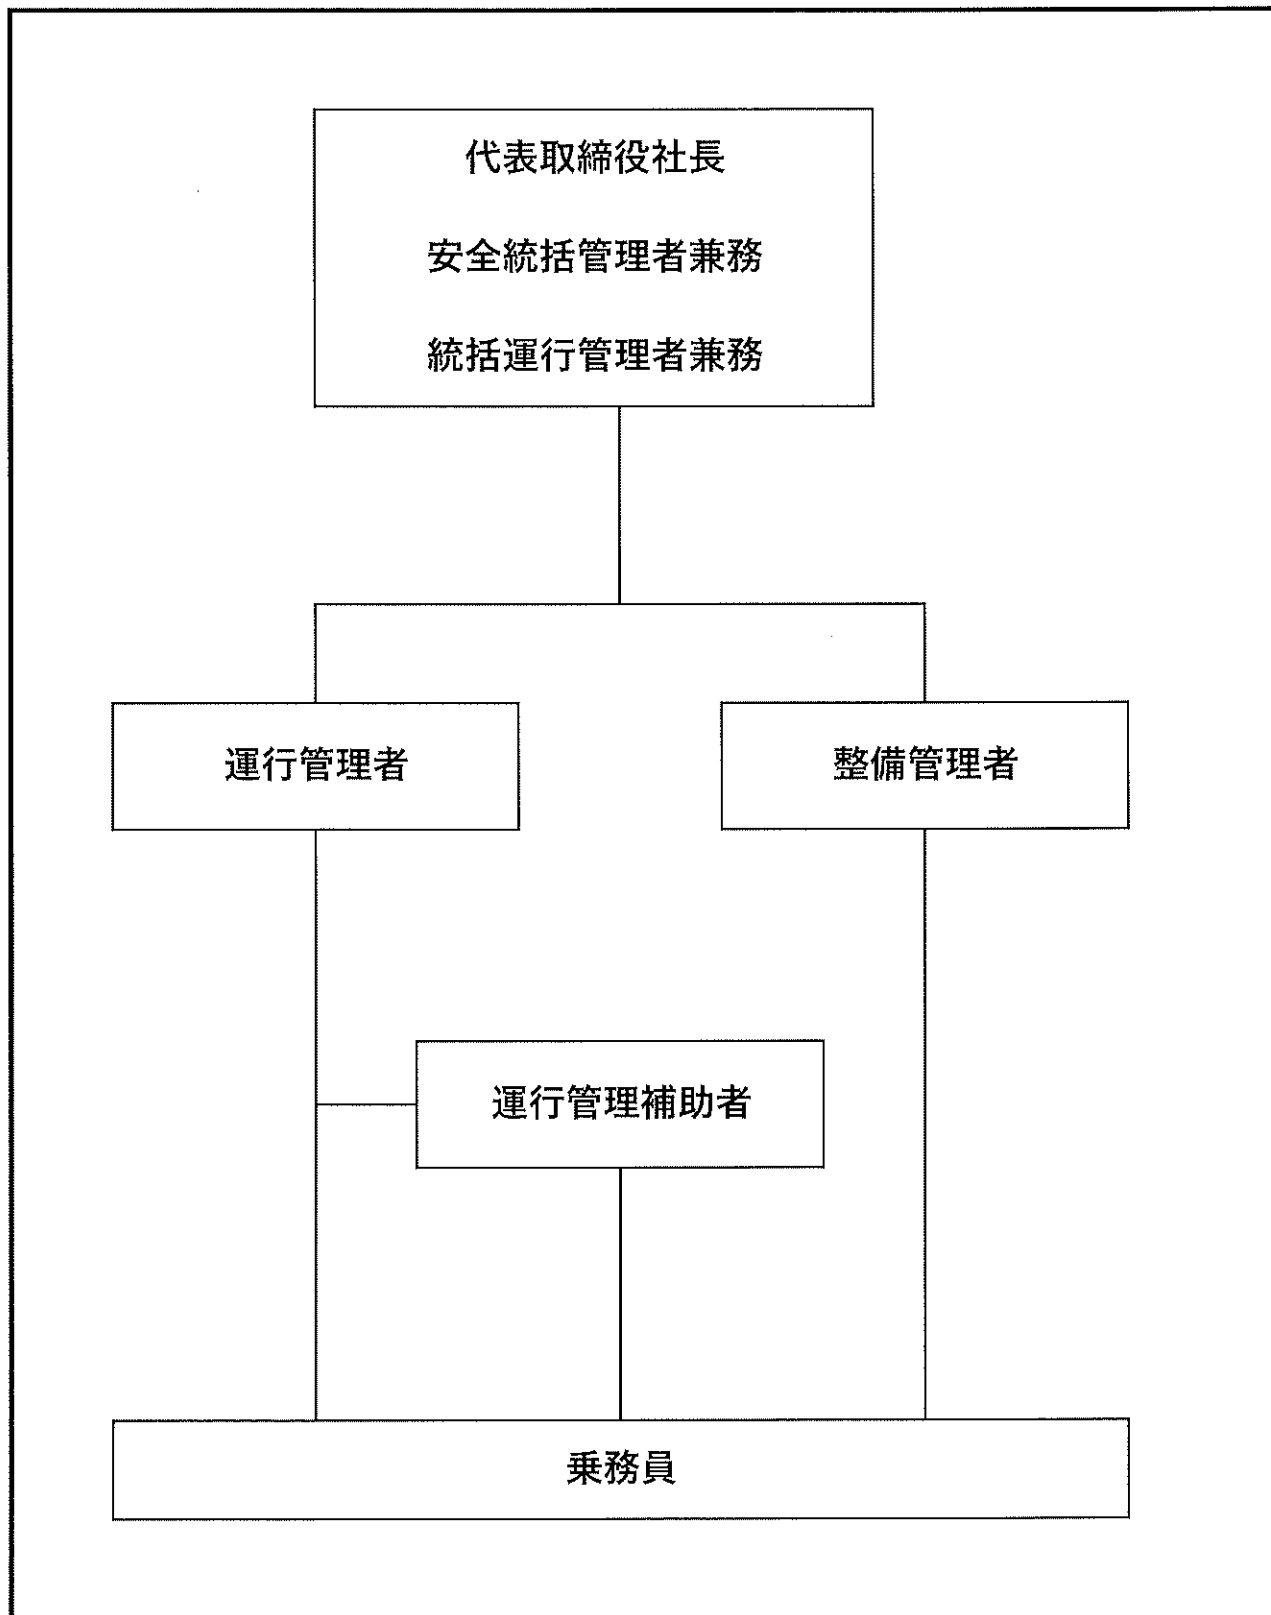 代表取締役社長
安全統括管理者兼務
統括運行管理者兼務
運行管理者
整備管理者
運行管理補助者
乗務員